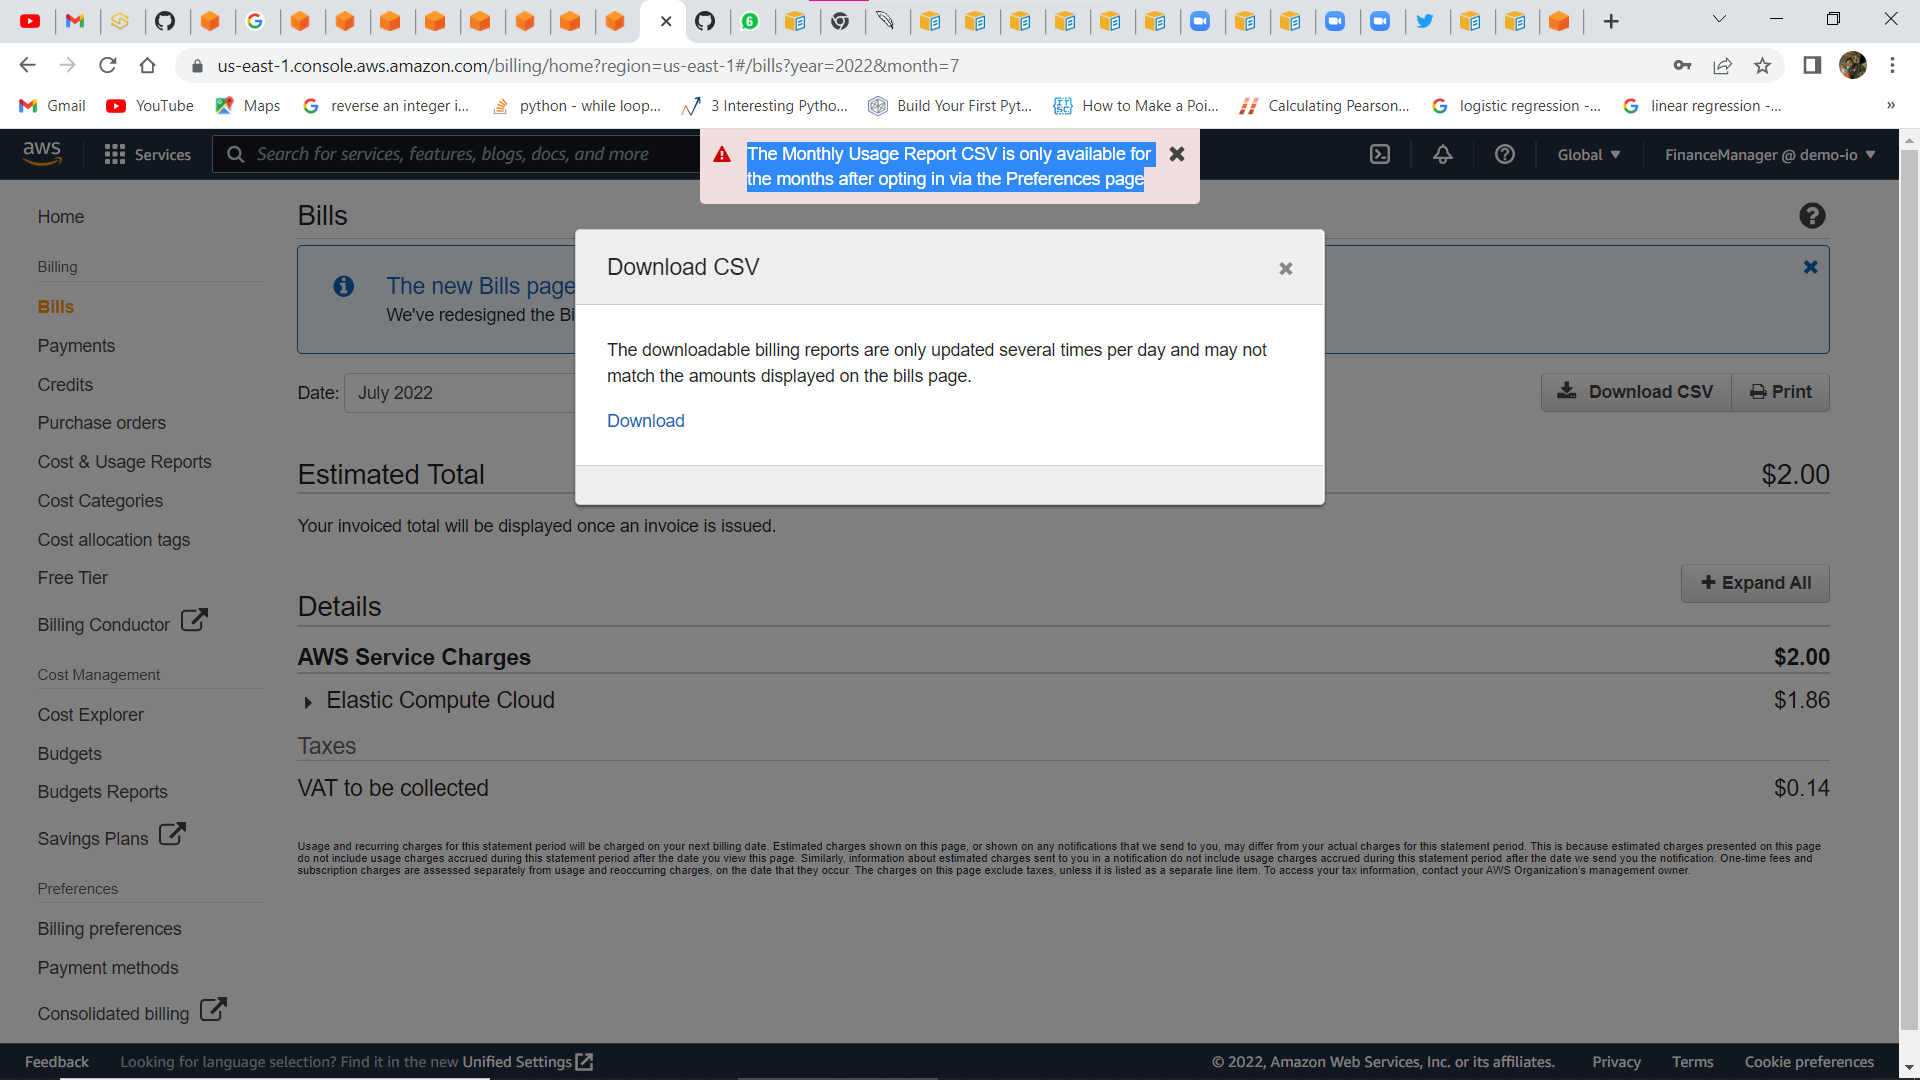 6
us-east-1.console.aws.amazon.com/billing/home?region=us-east-1#/bills?year=2022&month=7
Gmail YouTube Maps reverse an integer i... python - while loop... 3 Interesting Pytho... Build Your First Pyt... How to Make a Poi... Calculating Pearson... logistic regression -... linear regression -... »
aws Services Search for services, features, blogs, docs, and more Global FinanceManager @ demo-io
The Monthly Usage Report CSV is only available for
the months after opting in via the Preferences page
Home
Billing
Bills
Payments
Credits
Purchase orders
Cost & Usage Reports
Cost Categories
Cost allocation tags
Free Tier
Billing Conductor
Cost Management
Cost Explorer
Budgets
Budgets Reports
Savings Plans
Preferences
Billing preferences
Payment methods
Consolidated billing
Bills
The new Bills page
We've redesigned the Bi
Date: July 2022
Download CSV Print
Download CSV
The downloadable billing reports are only updated several times per day and may not
match the amounts displayed on the bills page.
Download
Estimated Total $2.00
Your invoiced total will be displayed once an invoice is issued.
Expand All
Details
AWS Service Charges $2.00
Elastic Compute Cloud $1.86
Taxes
VAT to be collected $0.14
Usage and recurring charges for this statement period will be charged on your next billing date. Estimated charges shown on this page, or shown on any notifications that we send to you, may differ from your actual charges for this statement period. This is because estimated charges presented on this page
do not include usage charges accrued during this statement period after the date you view this page. Similarly, information about estimated charges sent to you in a notification do not include usage charges accrued during this statement period after the date we send you the notification. One-time fees and
subscription charges are assessed separately from usage and reoccurring charges, on the date that they occur. The charges on this page exclude taxes, unless it is listed as a separate line item. To access your tax information, contact your AWS Organization's management owner.
Feedback Looking for language selection? Find it in the new Unified Settings © 2022, Amazon Web Services, Inc. or its affiliates. Privacy Terms Cookie preferences